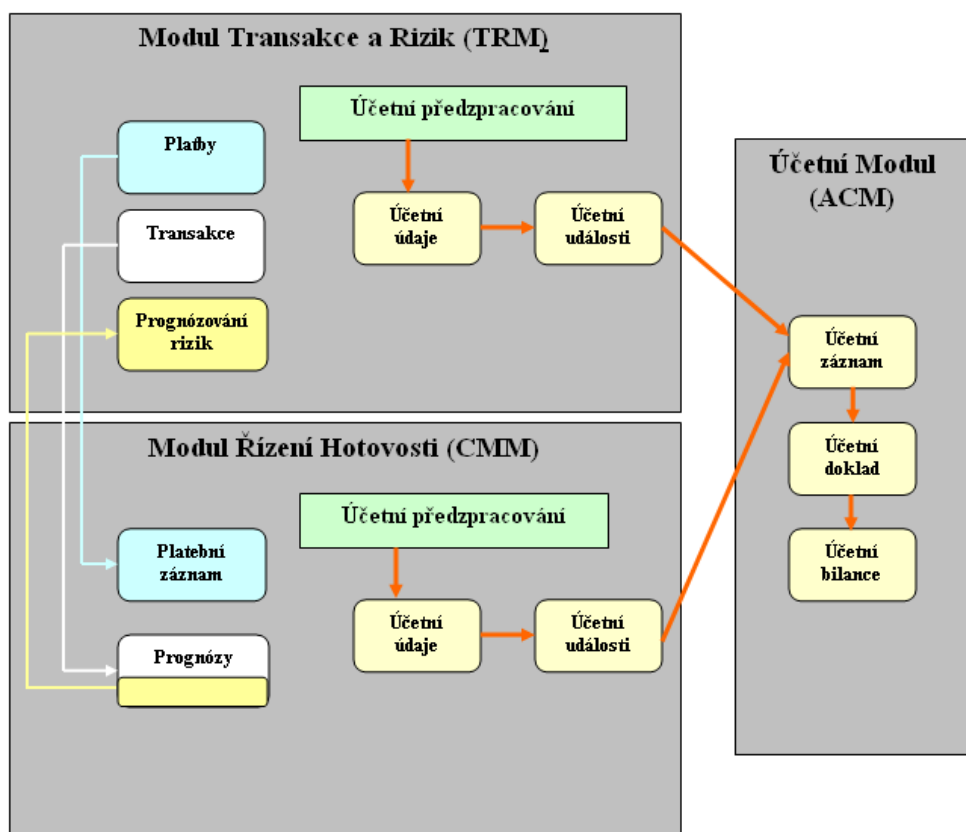 Modul Transakce a Rizik (TRM)
Účetní předzpracování
Platby
Účetní
údaje
Účetní
události
Transakce
Prognózování
rizik
Modul Řízení Hotovosti (CMM)
Účetní předzpracování
Platební
záznam
Účetní
údaje
Účetní
události
Prognózy
Účetní Modul
(ACM)
Účetní
záznam
Účetní
doklad
Účetní
bilance